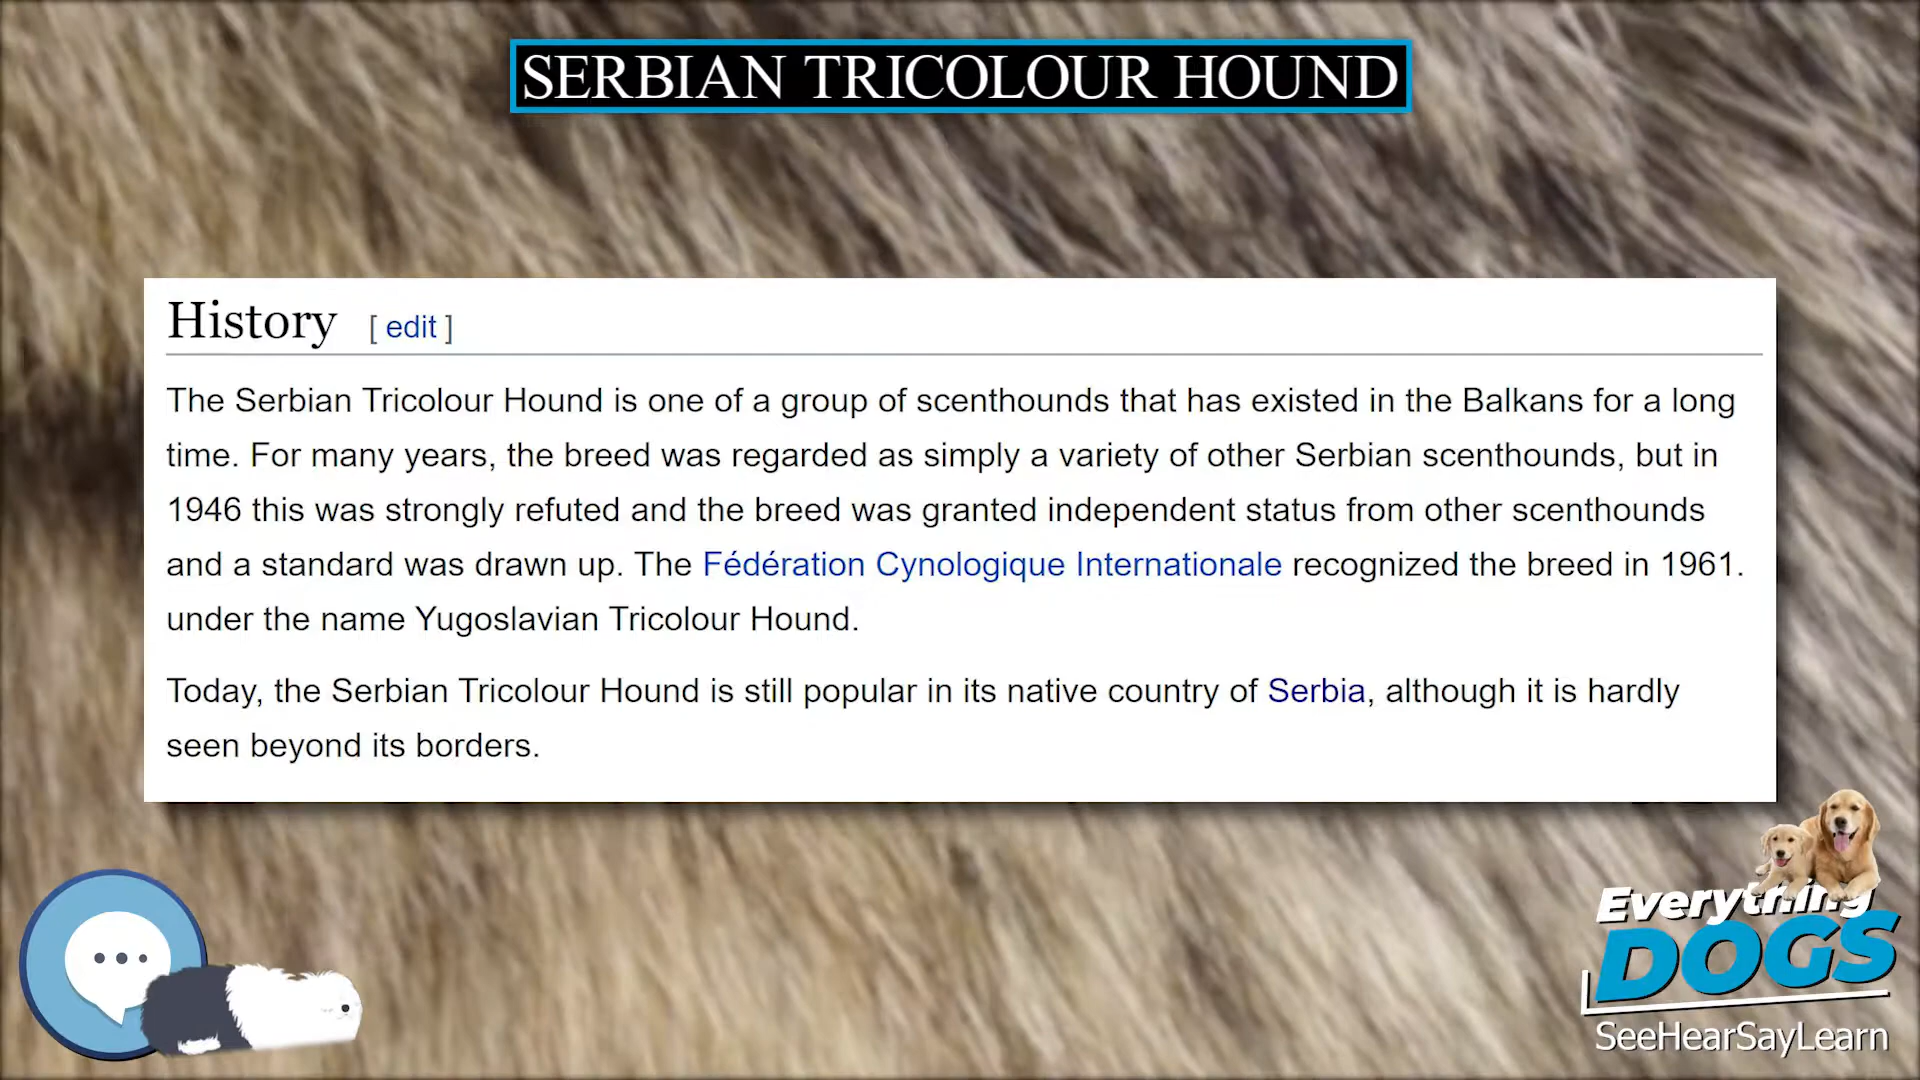 SERBIAN TRICOLOUR HOUND
History [ edit ]
The Serbian Tricolour Hound is one of a group of scenthounds that has existed in the Balkans for a long
time. For many years, the breed was regarded as simply a variety of other Serbian scenthounds, but in
1946 this was strongly refuted and the breed was granted independent status from other scenthounds
and a standard was drawn up. The Fédération Cynologique Internationale recognized the breed in 1961.
under the name Yugoslavian Tricolour Hound.
Today, the Serbian Tricolour Hound is still popular in its native country of Serbia, although it is hardly
seen beyond its borders.
Everything
DOGS
SeeHearSayLearn